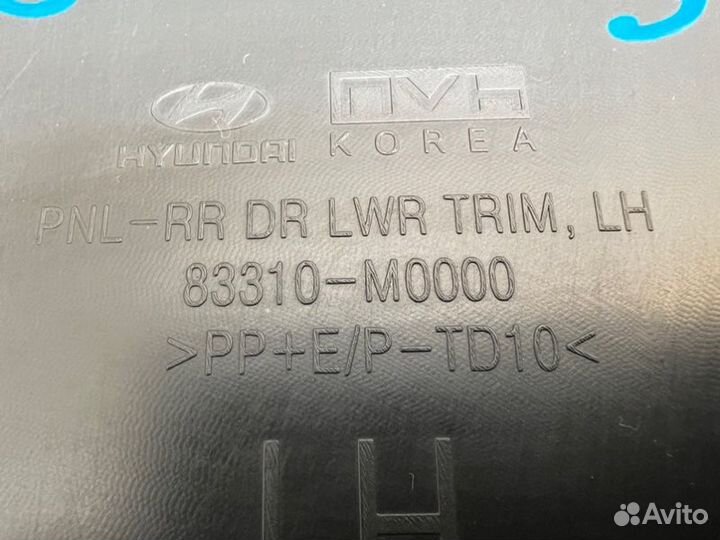 HYUNDAI
NVH
KOREA
PNL-RR DR LWR TRIM, LH
83310-M0000
>PP+E/P-TD10<
LH
Avito